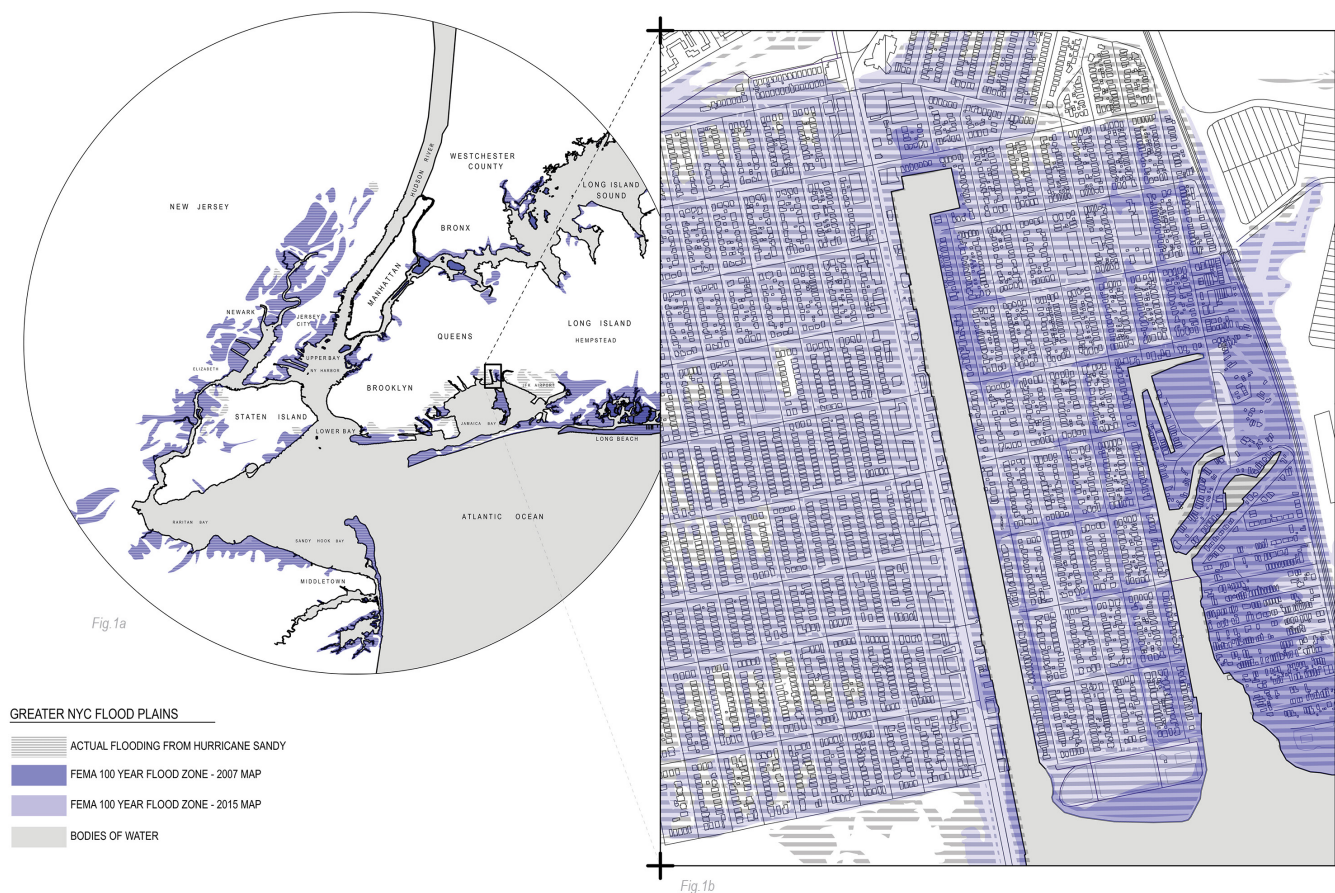 HUDSON RIVER
WESTCHESTER
COUNTY
LONG ISLAND
SOUND
NEW JERSEY
BRONX
MANHATTAN
NEWARK
JERSEY
CITY
LONG ISLAND
QUEENS
HEMPSTEAD
UPPER BAY
NY HARBOR
ELIZABETH
BROOKLYN
JFK AIRPORT
STATEN ISLAND
JAMAICA BAY
LOWER BAY
LONG BEACH
ATLANTIC OCEAN
RARITAN BAY
SANDY HOOK BAY
MIDDLETOWN
Fig.1a
GREATER NYC FLOOD PLAINS
ACTUAL FLOODING FROM HURRICANE SANDY
FEMA 100 YEAR FLOOD ZONE - 2007 MAP
FEMA 100 YEAR FLOOD ZONE - 2015 MAP
BODIES OF WATER
Fig.1b